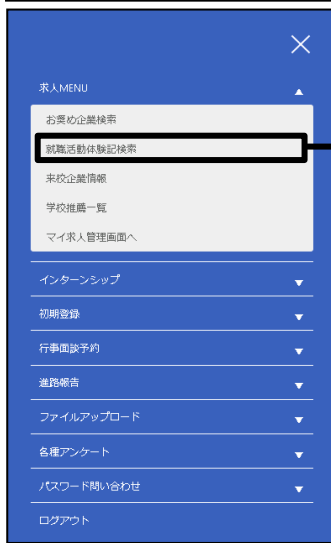 求人MENU
お奨め企業検索
就職活動体験記検索
来校企業情報
学校推薦一覧
マイ求人管理画面へ
インターンシップ
初期登録
行事面談予約
進路報告
ファイルアップロード
各種アンケート
パスワード問い合わせ
ログアウト